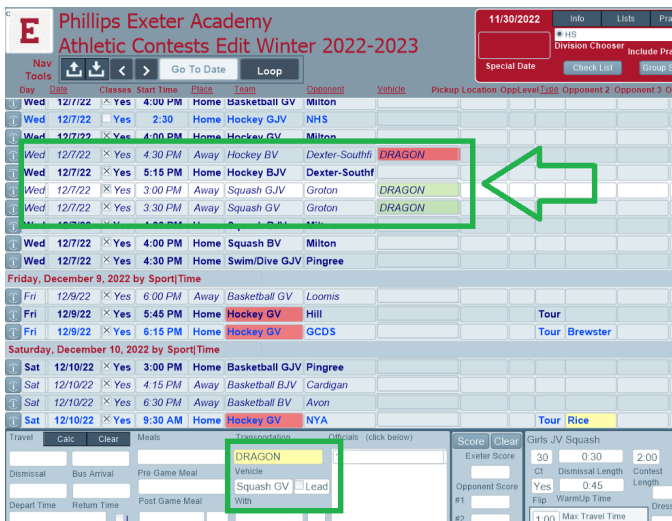 c
E
Phillips Exeter Academy
Athletic Contests Edit Winter 2022-2023
Nav Tools
Go To Date
Loop
11/30/2022 Info Lists Pra
HS
Division Chooser Include Pra
Special Date Check List Group S
Day Date Classes Start Time Place Team Opponent Vehicle Pickup Location OppLevel Type Opponent 2 Opponent 3 O
Wed 12/7/22 Yes 4:00 PM Home Basketball GV Milton
Wed 12/7/22 Yes 2:30 Home Hockey GJV NHS
Wed 12/7/22 Yes 4:00 PM Home Hockey GV Milton
Wed 12/7/22 Yes 4:30 PM Away Hockey BV Dexter-Southfi DRAGON
Wed 12/7/22 Yes 5:15 PM Home Hockey BJV Dexter-Southf
Wed 12/7/22 Yes 3:00 PM Away Squash GJV Groton DRAGON
Wed 12/7/22 Yes 3:30 PM Away Squash GV Groton DRAGON
Wed 12/7/22 Yes Home Squash BJV
Wed 12/7/22 Yes 4:00 PM Home Squash BV Milton
Wed 12/7/22 Yes 4:30 PM Home Swim/Dive GJV Pingree
Friday, December 9, 2022 by Sport|Time
Fri 12/9/22 Yes 6:00 PM Away Basketball GV Loomis
Fri 12/9/22 Yes 5:45 PM Home Hockey GV Hill Tour
Fri 12/9/22 Yes 6:15 PM Home Hockey GV GCDS Tour Brewster
Saturday, December 10, 2022 by Sport|Time
Sat 12/10/22 Yes 3:00 PM Home Basketball GJV Pingree
Sat 12/10/22 Yes 4:15 PM Away Basketball BJV Cardigan
Sat 12/10/22 Yes 6:30 PM Away Basketball BV Avon
Sat 12/10/22 Yes 9:30 AM Home Hockey GV NYA Tour Rice
Travel Calc Clear Meals Transportation Officials (click below) Score Clear Girls JV Squash
DRAGON Exeter Score 30 0:30 2:00
Dismissal Bus Arrival Pre Game Meal Vehicle Ct Dismissal Length Contest Length
Squash GV Lead Opponent Score Yes 0:45
Depart Time Return Time Post Game Meal With #1 Flip WarmUp Time Dress
#2 1:00 Max Travel Time